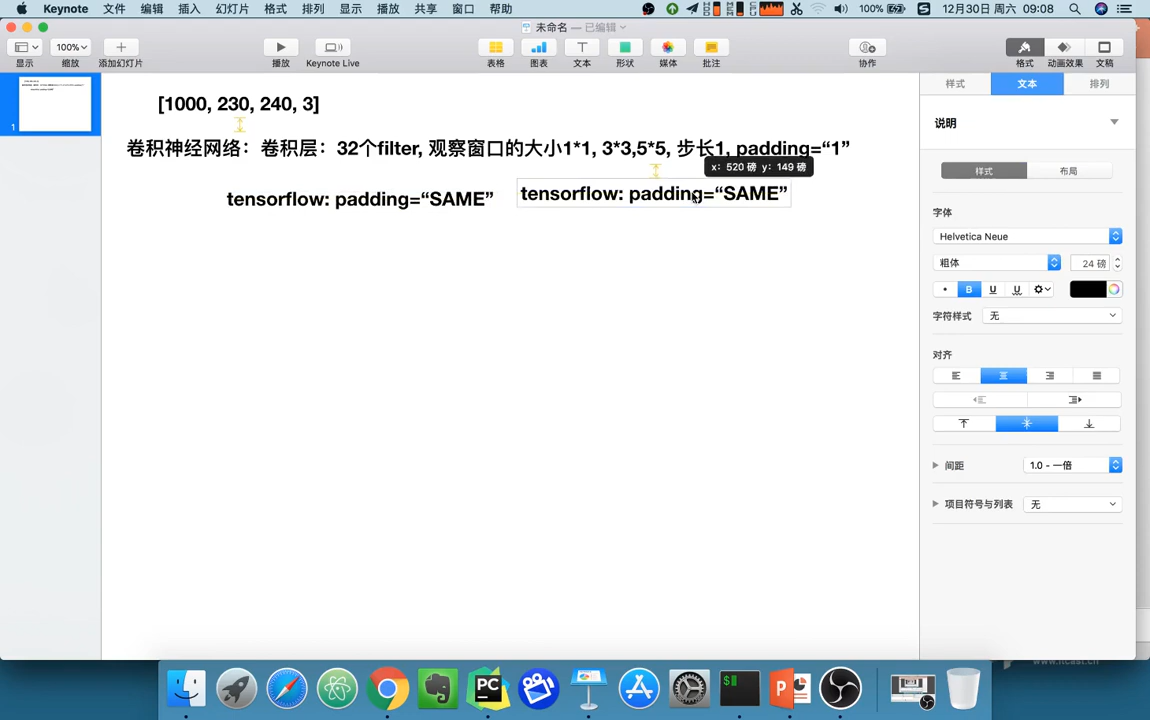 Keynote 文件 编辑 插入 幻灯片 格式 排列 显示 播放 共享 窗口 帮助 100% 12月30日 周六 09:08
未命名 — 已编辑
100%
显示 缩放 添加幻灯片 播放 Keynote Live 表格 图表 文本 形状 媒体 批注 协作 格式 动画效果 文稿
样式 文本 排列
1
[1000, 230, 240, 3]
卷积神经网络：卷积层：32个filter, 观察窗口的大小1*1, 3*3,5*5, 步长1, padding=“1”
x: 520 磅 y: 149 磅
tensorflow: padding=“SAME”
tensorflow: padding=“SAME”
说明
样式 布局
字体
Helvetica Neue
粗体 24 磅
B U U
字符样式 无
对齐
间距 1.0 - 一倍
项目符号与列表 无
www.itcast.cn
PC
$
P